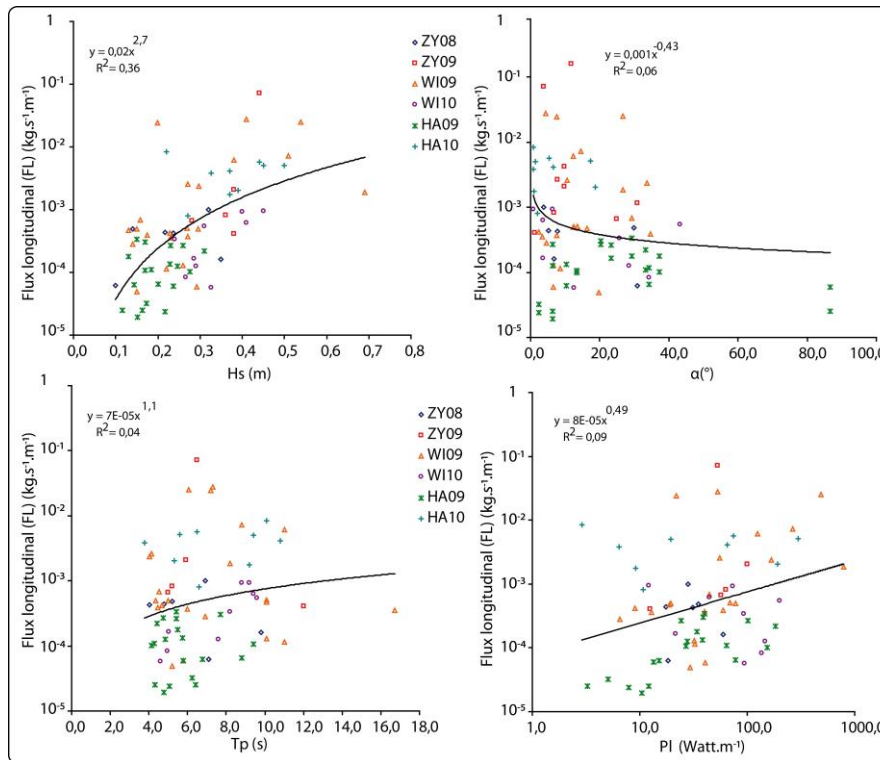 y = 0,02x^2,7
R²= 0,36
1
10⁻¹
10⁻²
10⁻³
10⁻⁴
10⁻⁵
Flux longitudinal (FL) (kg.s⁻¹.m⁻¹)
0,0 0,1 0,2 0,3 0,4 0,5 0,6 0,7 0,8
Hs (m)
ZY08
ZY09
WI09
WI10
HA09
HA10
y = 0,001x^-0,43
R²= 0,06
1
10⁻¹
10⁻²
10⁻³
10⁻⁴
10⁻⁵
Flux longitudinal (FL) (kg.s⁻¹.m⁻¹)
0,0 20,0 40,0 60,0 80,0 100,0
α(°)
y = 7E-05x^1,1
R²= 0,04
1
10⁻¹
10⁻²
10⁻³
10⁻⁴
10⁻⁵
Flux longitudinal (FL) (kg.s⁻¹.m⁻¹)
0,0 2,0 4,0 6,0 8,0 10,0 12,0 14,0 16,0 18,0
Tp (s)
ZY08
ZY09
WI09
WI10
HA09
HA10
y = 8E-05x^0,49
R²= 0,09
1
10⁻¹
10⁻²
10⁻³
10⁻⁴
10⁻⁵
Flux longitudinal (FL) (kg.s⁻¹.m⁻¹)
1,0 10,0 100,0 1000,0
Pl (Watt.m⁻¹)